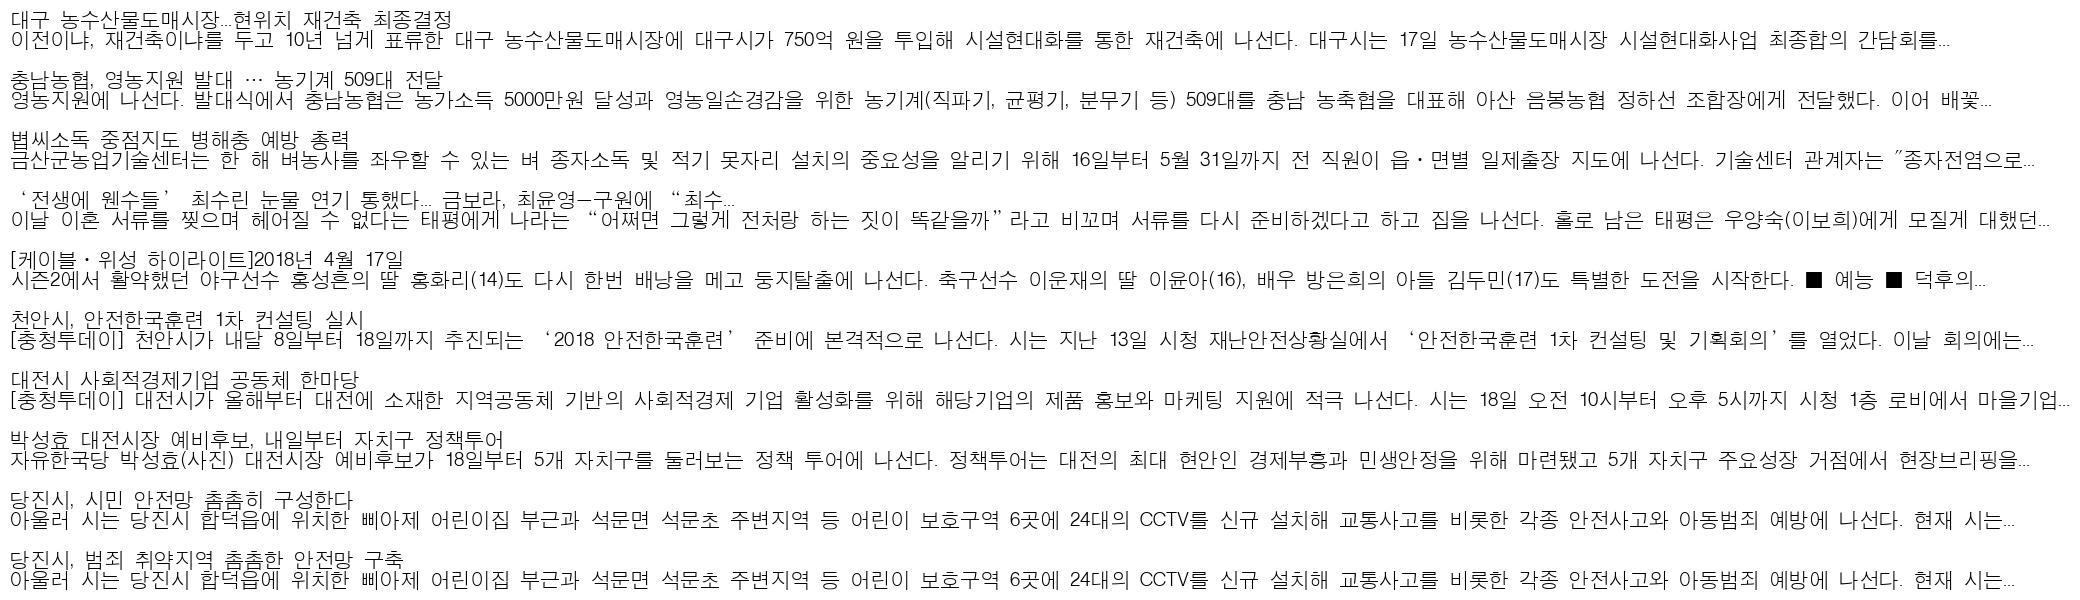 대구 농수산물도매시장...현위치 재건축 최종결정
이전이냐, 재건축이냐를 두고 10년 넘게 표류한 대구 농수산물도매시장에 대구시가 750억 원을 투입해 시설현대화를 통한 재건축에 나선다. 대구시는 17일 농수산물도매시장 시설현대화사업 최종합의 간담회를...
충남농협, 영농지원 발대 … 농기계 509대 전달
영농지원에 나선다. 발대식에서 충남농협은 농가소득 5000만원 달성과 영농일손경감을 위한 농기계(직파기, 균평기, 분무기 등) 509대를 충남 농축협을 대표해 아산 음봉농협 정하선 조합장에게 전달했다. 이어 배꽃...
볍씨소독 중점지도 병해충 예방 총력
금산군농업기술센터는 한 해 벼농사를 좌우할 수 있는 벼 종자소독 및 적기 못자리 설치의 중요성을 알리기 위해 16일부터 5월 31일까지 전 직원이 읍·면별 일제출장 지도에 나선다. 기술센터 관계자는 "종자전염으로...
‘전생에 웬수들’ 최수린 눈물 연기 통했다... 금보라, 최윤영-구원에 “최수...
이날 이혼 서류를 찢으며 헤어질 수 없다는 태평에게 나라는 “어쩌면 그렇게 전처랑 하는 짓이 똑같을까”라고 비꼬며 서류를 다시 준비하겠다고 하고 집을 나선다. 홀로 남은 태평은 우양숙(이보희)에게 모질게 대했던...
[케이블·위성 하이라이트]2018년 4월 17일
시즌2에서 활약했던 야구선수 홍성흔의 딸 홍화리(14)도 다시 한번 배낭을 메고 둥지탈출에 나선다. 축구선수 이운재의 딸 이윤아(16), 배우 방은희의 아들 김두민(17)도 특별한 도전을 시작한다. ■ 예능 ■ 덕후의...
천안시, 안전한국훈련 1차 컨설팅 실시
[충청투데이] 천안시가 내달 8일부터 18일까지 추진되는 ‘2018 안전한국훈련’ 준비에 본격적으로 나선다. 시는 지난 13일 시청 재난안전상황실에서 ‘안전한국훈련 1차 컨설팅 및 기획회의’를 열었다. 이날 회의에는...
대전시 사회적경제기업 공동체 한마당
[충청투데이] 대전시가 올해부터 대전에 소재한 지역공동체 기반의 사회적경제 기업 활성화를 위해 해당기업의 제품 홍보와 마케팅 지원에 적극 나선다. 시는 18일 오전 10시부터 오후 5시까지 시청 1층 로비에서 마을기업...
박성효 대전시장 예비후보, 내일부터 자치구 정책투어
자유한국당 박성효(사진) 대전시장 예비후보가 18일부터 5개 자치구를 둘러보는 정책 투어에 나선다. 정책투어는 대전의 최대 현안인 경제부흥과 민생안정을 위해 마련됐고 5개 자치구 주요성장 거점에서 현장브리핑을...
당진시, 시민 안전망 촘촘히 구성한다
아울러 시는 당진시 합덕읍에 위치한 삐아제 어린이집 부근과 석문면 석문초 주변지역 등 어린이 보호구역 6곳에 24대의 CCTV를 신규 설치해 교통사고를 비롯한 각종 안전사고와 아동범죄 예방에 나선다. 현재 시는...
당진시, 범죄 취약지역 촘촘한 안전망 구축
아울러 시는 당진시 합덕읍에 위치한 삐아제 어린이집 부근과 석문면 석문초 주변지역 등 어린이 보호구역 6곳에 24대의 CCTV를 신규 설치해 교통사고를 비롯한 각종 안전사고와 아동범죄 예방에 나선다. 현재 시는...